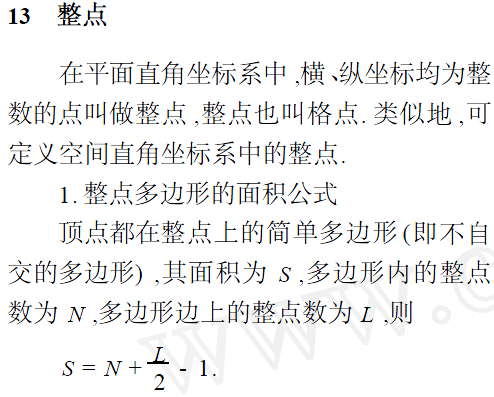 13 整点
在平面直角坐标系中,横、纵坐标均为整
数的点叫做整点,整点也叫格点.类似地,可
定义空间直角坐标系中的整点.
1.整点多边形的面积公式
顶点都在整点上的简单多边形(即不自
交的多边形),其面积为 S,多边形内的整点
数为 N,多边形边上的整点数为 L,则
S = N + L/2 - 1.
www.